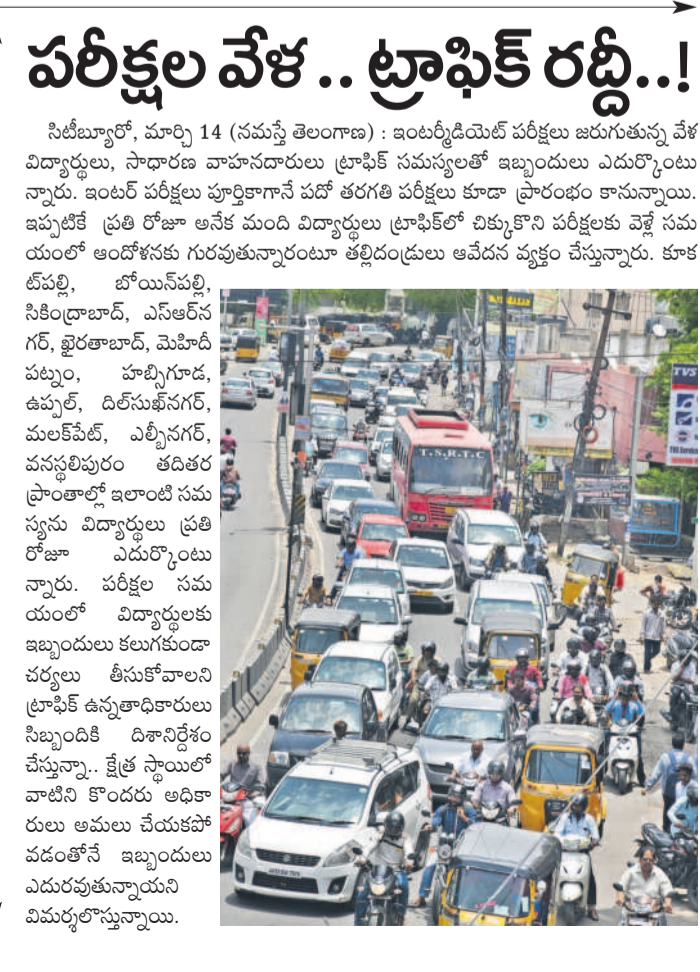 పరీక్షల వేళ.. ట్రాఫిక్ రద్దీ..!
సిటీబ్యూరో, మార్చి 14 (నమస్తే తెలంగాణ) : ఇంటర్మీడియెట్ పరీక్షలు జరుగుతున్న వేళ
విద్యార్థులు, సాధారణ వాహనదారులు ట్రాఫిక్ సమస్యలతో ఇబ్బందులు ఎదుర్కొంటు
న్నారు. ఇంటర్ పరీక్షలు పూర్తికాగానే పదో తరగతి పరీక్షలు కూడా ప్రారంభం కానున్నాయి.
ఇప్పటికే ప్రతి రోజూ అనేక మంది విద్యార్థులు ట్రాఫిక్‌లో చిక్కుకొని పరీక్షలకు వెళ్లే సమ
యంలో ఆందోళనకు గురవుతున్నారంటూ తల్లిదండ్రులు ఆవేదన వ్యక్తం చేస్తున్నారు. కూక
ట్‌పల్లి, బోయిన్‌పల్లి,
సికింద్రాబాద్, ఎస్ఆర్‌న
గర్, ఖైరతాబాద్, మెహిదీ
పట్నం, హబ్సిగూడ,
ఉప్పల్, దిల్‌సుఖ్‌నగర్,
మలక్‌పేట్, ఎల్బీనగర్,
వనస్థలిపురం తదితర
ప్రాంతాల్లో ఇలాంటి సమ
స్యను విద్యార్థులు ప్రతి
రోజూ ఎదుర్కొంటు
న్నారు. పరీక్షల సమ
యంలో విద్యార్థులకు
ఇబ్బందులు కలుగకుండా
చర్యలు తీసుకోవాలని
ట్రాఫిక్ ఉన్నతాధికారులు
సిబ్బందికి దిశానిర్దేశం
చేస్తున్నా.. క్షేత్ర స్థాయిలో
వాటిని కొందరు అధికా
రులు అమలు చేయకపో
వడంతోనే ఇబ్బందులు
ఎదురవుతున్నాయని
విమర్శలొస్తున్నాయి.
T.S.R.T.C
TVS